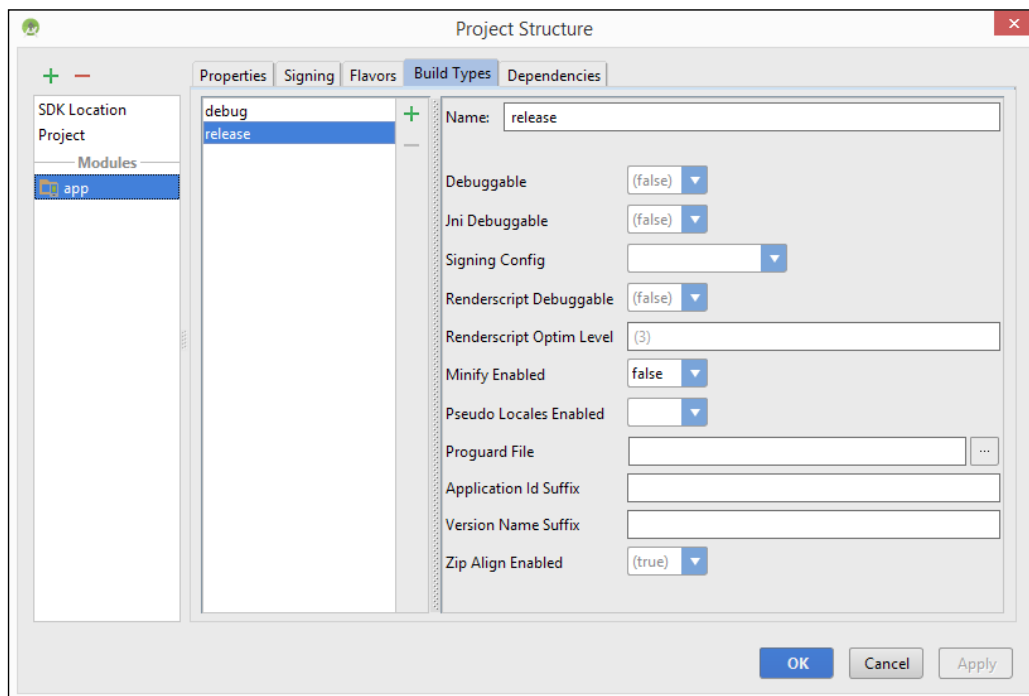 Project Structure
Properties Signing Flavors Build Types Dependencies
SDK Location
Project
Modules
app
debug
release
Name: release
Debuggable (false)
Jni Debuggable (false)
Signing Config
Renderscript Debuggable (false)
Renderscript Optim Level (3)
Minify Enabled false
Pseudo Locales Enabled
Proguard File ...
Application Id Suffix
Version Name Suffix
Zip Align Enabled (true)
OK Cancel Apply